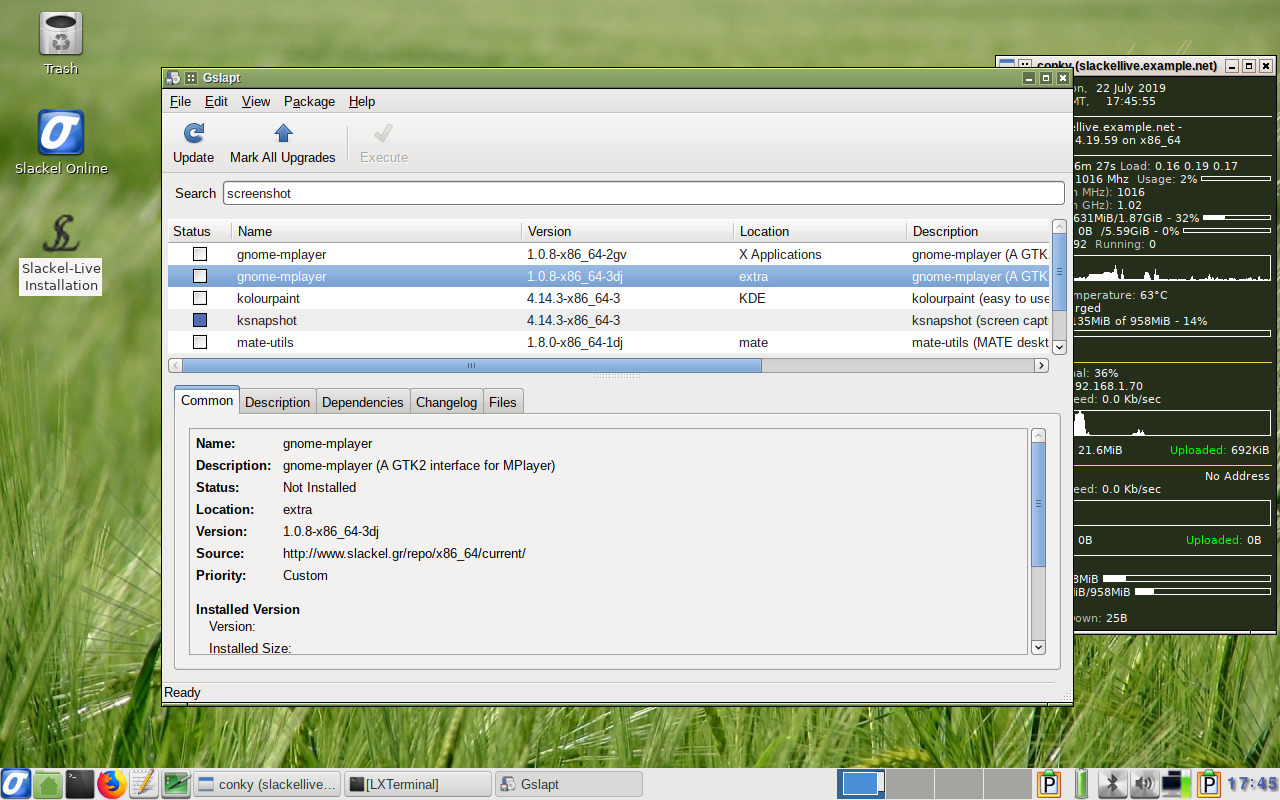 Trash
Slackel Online
Slackel-Live
Installation
Gslapt
File Edit View Package Help
Update Mark All Upgrades Execute
Search screenshot
Status Name Version Location Description
gnome-mplayer 1.0.8-x86_64-2gv X Applications gnome-mplayer (A GTK
gnome-mplayer 1.0.8-x86_64-3dj extra gnome-mplayer (A GTK
kolourpaint 4.14.3-x86_64-3 KDE kolourpaint (easy to use
ksnapshot 4.14.3-x86_64-3 ksnapshot (screen capt
mate-utils 1.8.0-x86_64-1dj mate mate-utils (MATE deskt
Common Description Dependencies Changelog Files
Name: gnome-mplayer
Description: gnome-mplayer (A GTK2 interface for MPlayer)
Status: Not Installed
Location: extra
Version: 1.0.8-x86_64-3dj
Source: http://www.slackel.gr/repo/x86_64/current/
Priority: Custom
Installed Version
Version:
Installed Size:
Ready
conky (slackellive.example.net)
on, 22 July 2019
MT, 17:45:55
ellive.example.net -
4.19.59 on x86_64
6m 27s Load: 0.16 0.19 0.17
1016 Mhz Usage: 2%
n MHz): 1016
n GHz): 1.02
631MiB/1.87GiB - 32%
0B /5.59GiB - 0%
92 Running: 0
mperature: 63°C
rged
135MiB of 958MiB - 14%
nal: 36%
92.168.1.70
eed: 0.0 Kb/sec
21.6MiB Uploaded: 692KiB
No Address
eed: 0.0 Kb/sec
0B Uploaded: 0B
8MiB
iB/958MiB
Down: 25B
conky (slackellive... [LXTerminal] Gslapt 17:45